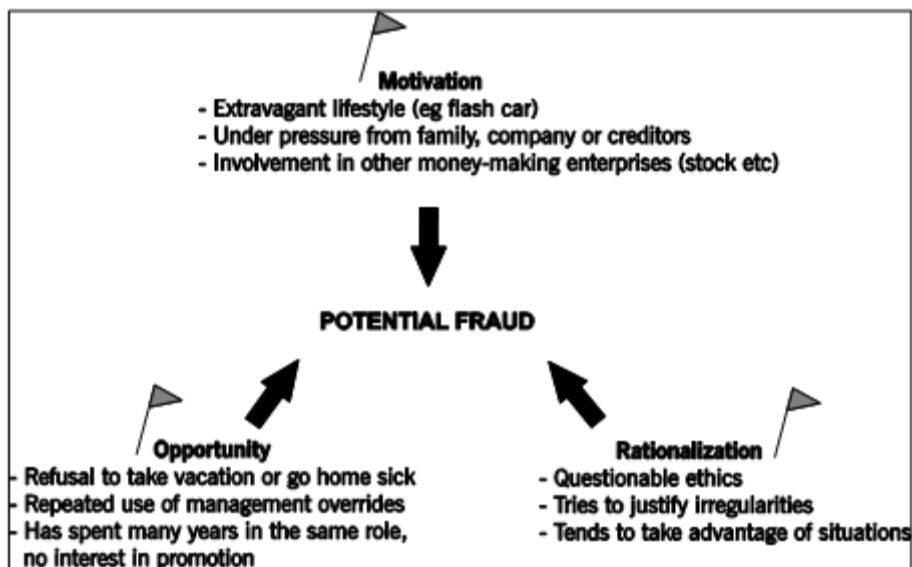 Motivation
- Extravagant lifestyle (eg flash car)
- Under pressure from family, company or creditors
- Involvement in other money-making enterprises (stock etc)
POTENTIAL FRAUD
Opportunity
- Refusal to take vacation or go home sick
- Repeated use of management overrides
- Has spent many years in the same role,
no interest in promotion
Rationalization
- Questionable ethics
- Tries to justify irregularities
- Tends to take advantage of situations